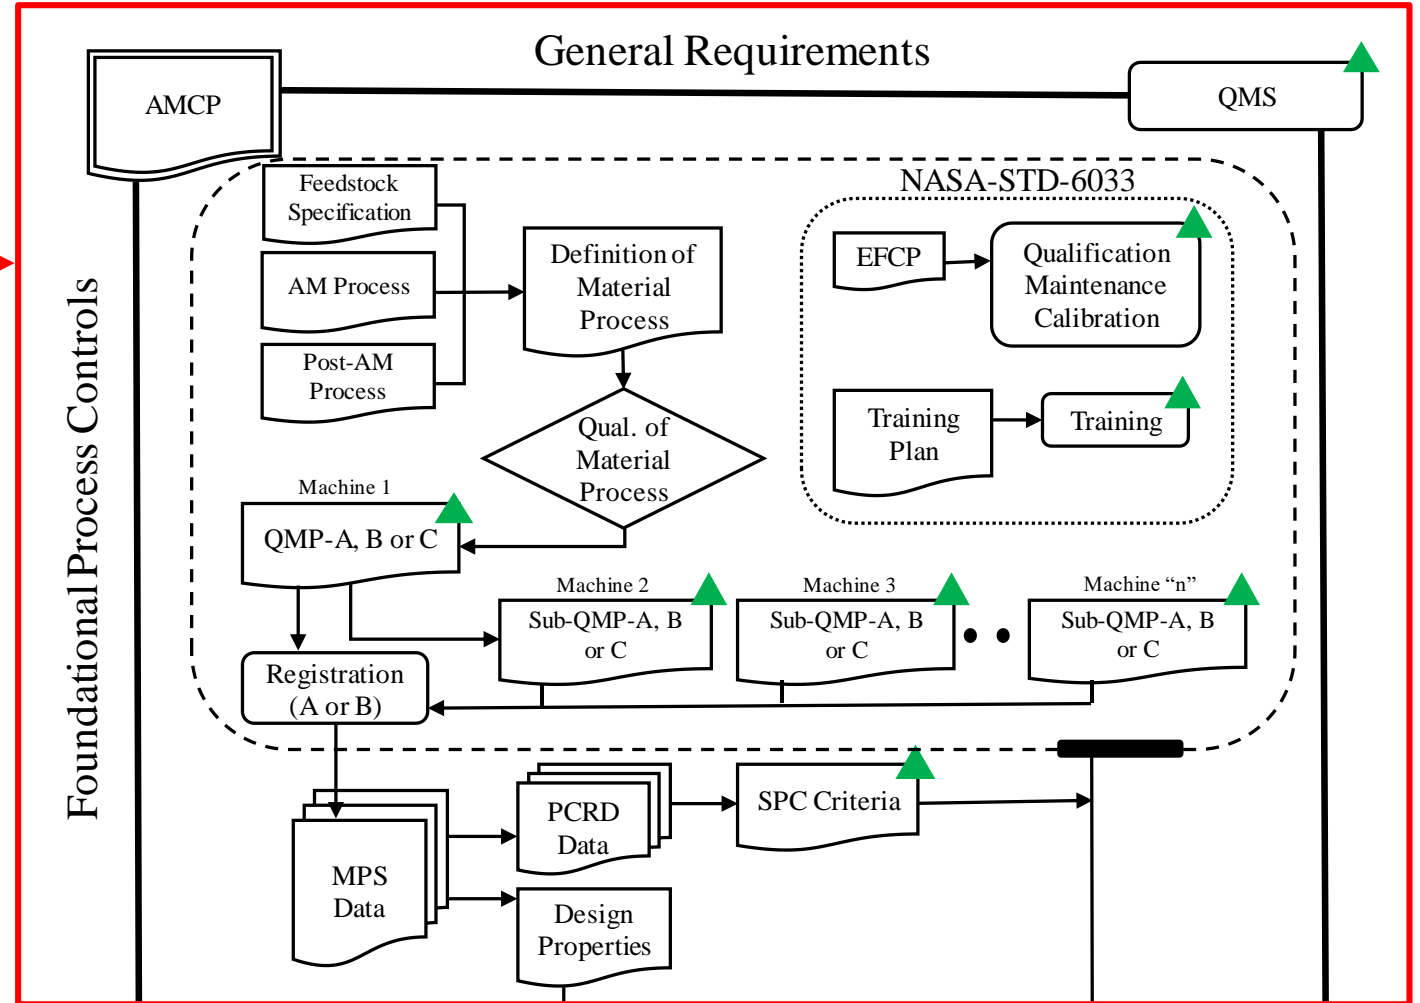 General Requirements
AMCP
QMS
Foundational Process Controls
Feedstock
Specification
AM Process
Post-AM
Process
Definition of
Material
Process
Qual. of
Material
Process
NASA-STD-6033
EFCP
Qualification
Maintenance
Calibration
Training
Plan
Training
Machine 1
QMP-A, B or C
Machine 2
Sub-QMP-A, B
or C
Machine 3
Sub-QMP-A, B
or C
Machine “n”
Sub-QMP-A, B
or C
Registration
(A or B)
MPS
Data
PCRD
Data
SPC Criteria
Design
Properties